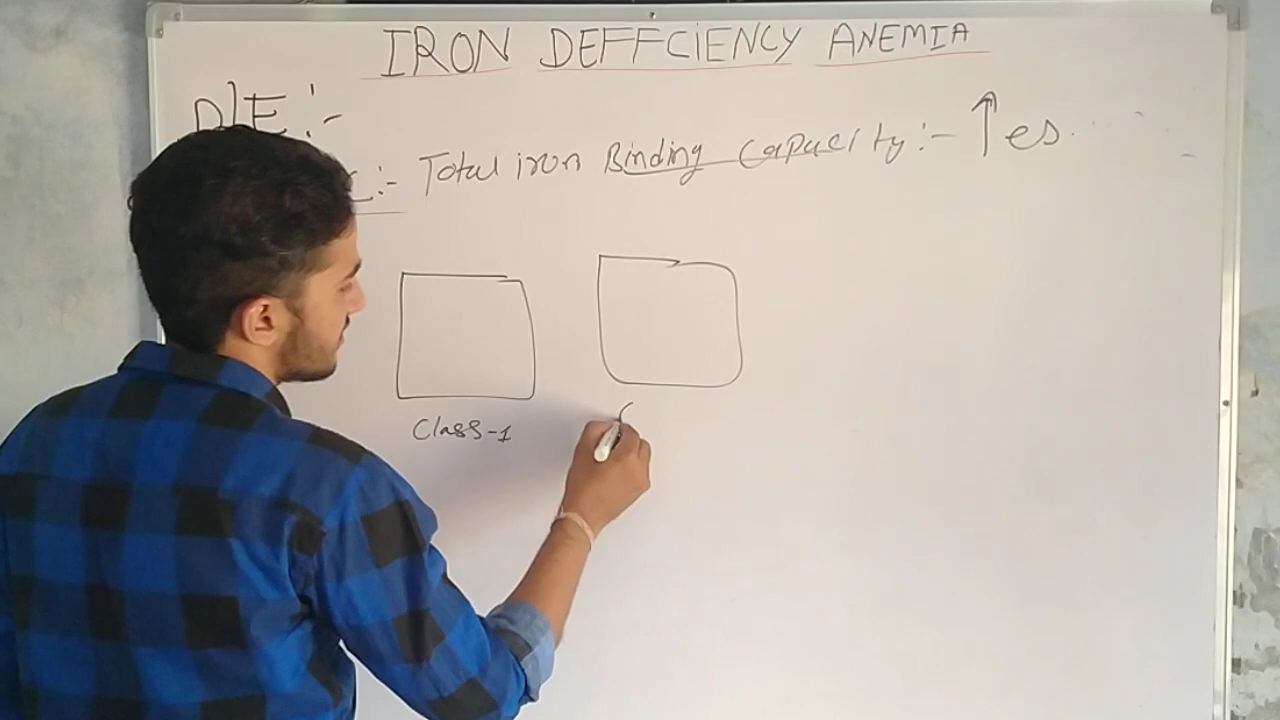 IRON DEFFCIENCY ANEMIA
D/E:-
C:- Total iron Binding Capacity:- ↑es.
Class-1